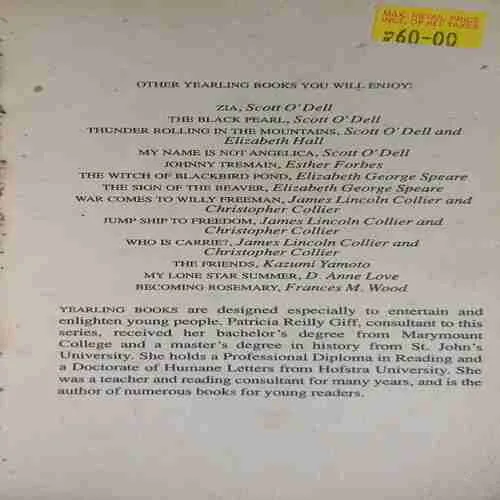 MAX. RETAIL PRICE
INCL. OF ALL TAXES
₹60-00
OTHER YEARLING BOOKS YOU WILL ENJOY:
ZIA, Scott O'Dell
THE BLACK PEARL, Scott O'Dell
THUNDER ROLLING IN THE MOUNTAINS, Scott O'Dell and
Elizabeth Hall
MY NAME IS NOT ANGELICA, Scott O'Dell
JOHNNY TREMAIN, Esther Forbes
THE WITCH OF BLACKBIRD POND, Elizabeth George Speare
THE SIGN OF THE BEAVER, Elizabeth George Speare
WAR COMES TO WILLY FREEMAN, James Lincoln Collier and
Christopher Collier
JUMP SHIP TO FREEDOM, James Lincoln Collier and
Christopher Collier
WHO IS CARRIE?, James Lincoln Collier and
Christopher Collier
THE FRIENDS, Kazumi Yumoto
MY LONE STAR SUMMER, D. Anne Love
BECOMING ROSEMARY, Frances M. Wood
YEARLING BOOKS are designed especially to entertain and
enlighten young people. Patricia Reilly Giff, consultant to this
series, received her bachelor's degree from Marymount
College and a master's degree in history from St. John's
University. She holds a Professional Diploma in Reading and
a Doctorate of Humane Letters from Hofstra University. She
was a teacher and reading consultant for many years, and is the
author of numerous books for young readers.